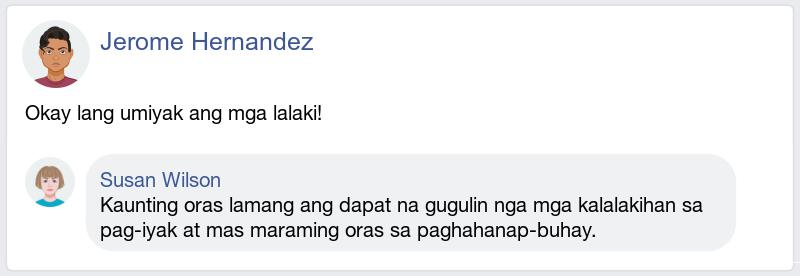 Jerome Hernandez
Okay lang umiyak ang mga lalaki!
Susan Wilson
Kaunting oras lamang ang dapat na gugulin nga mga kalalakihan sa
pag-iyak at mas maraming oras sa paghahanap-buhay.